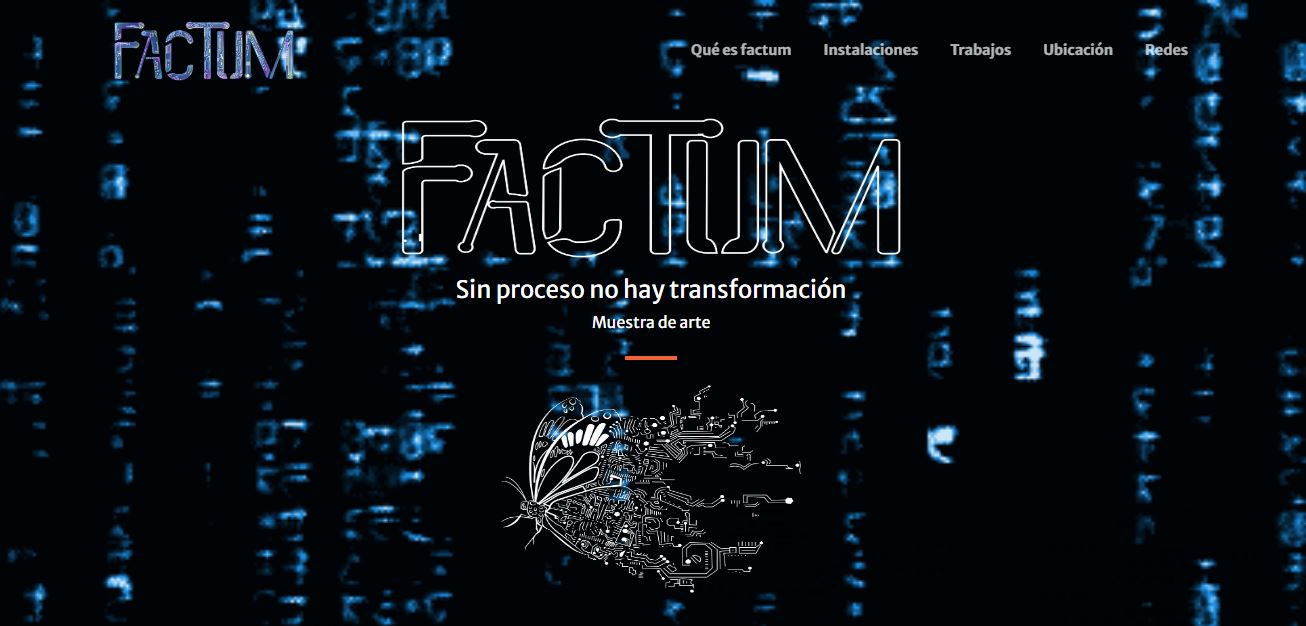 FACTUM
Qué es factum Instalaciones Trabajos Ubicación Redes
FACTUM
Sin proceso no hay transformación
Muestra de arte